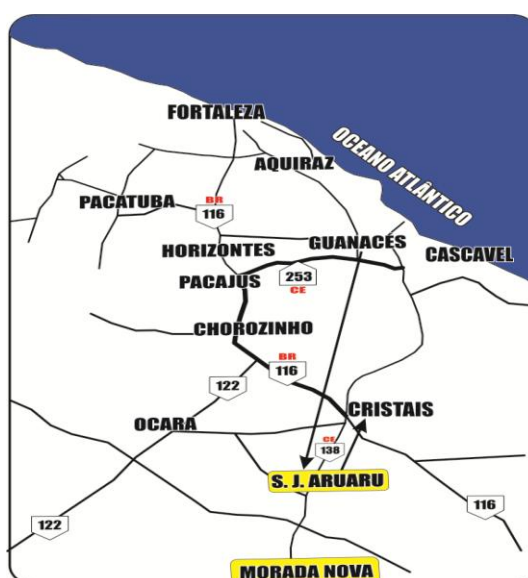 FORTALEZA
OCEANO ATLÂNTICO
AQUIRAZ
PACATUBA
BR
116
HORIZONTES
GUANACÉS
CASCAVEL
PACAJUS
253
CE
CHOROZINHO
BR
116
122
CRISTAIS
OCARA
CE
138
S. J. ARUARU
116
122
MORADA NOVA